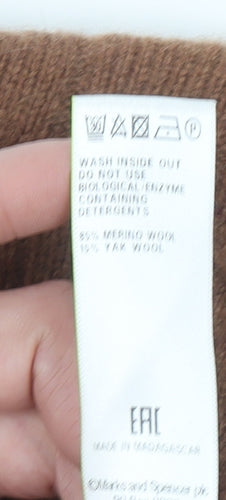 30
P
WASH INSIDE OUT
DO NOT USE
BIOLOGICAL/ENZYME
CONTAINING
DETERGENTS
85% MERINO WOOL
15% YAK WOOL
EAC
MADE IN MADAGASCAR
©Marks and Spencer plc